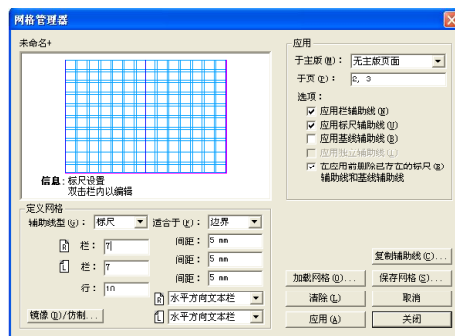 网格管理器
未命名+
信息: 标尺设置
双击栏内以编辑
定义网格
辅助线型(G): 标尺 适合于(F): 边界
栏: 7 间距: 5 mm
栏: 7 间距: 5 mm
行: 10 间距: 5 mm
R 水平方向文本栏
镜像(I)/仿制... L 水平方向文本栏
应用
于主版(M): 无主版页面
于页(P): 2, 3
选项:
应用栏辅助线(N)
应用标尺辅助线(U)
应用基线辅助线(B)
应用独立辅助线(L)
在应用前删除已存在的标尺(R)
辅助线和基线辅助线
复制辅助线(C)...
加载网格(D)... 保存网格(S)...
清除(L) 取消
应用(A) 关闭